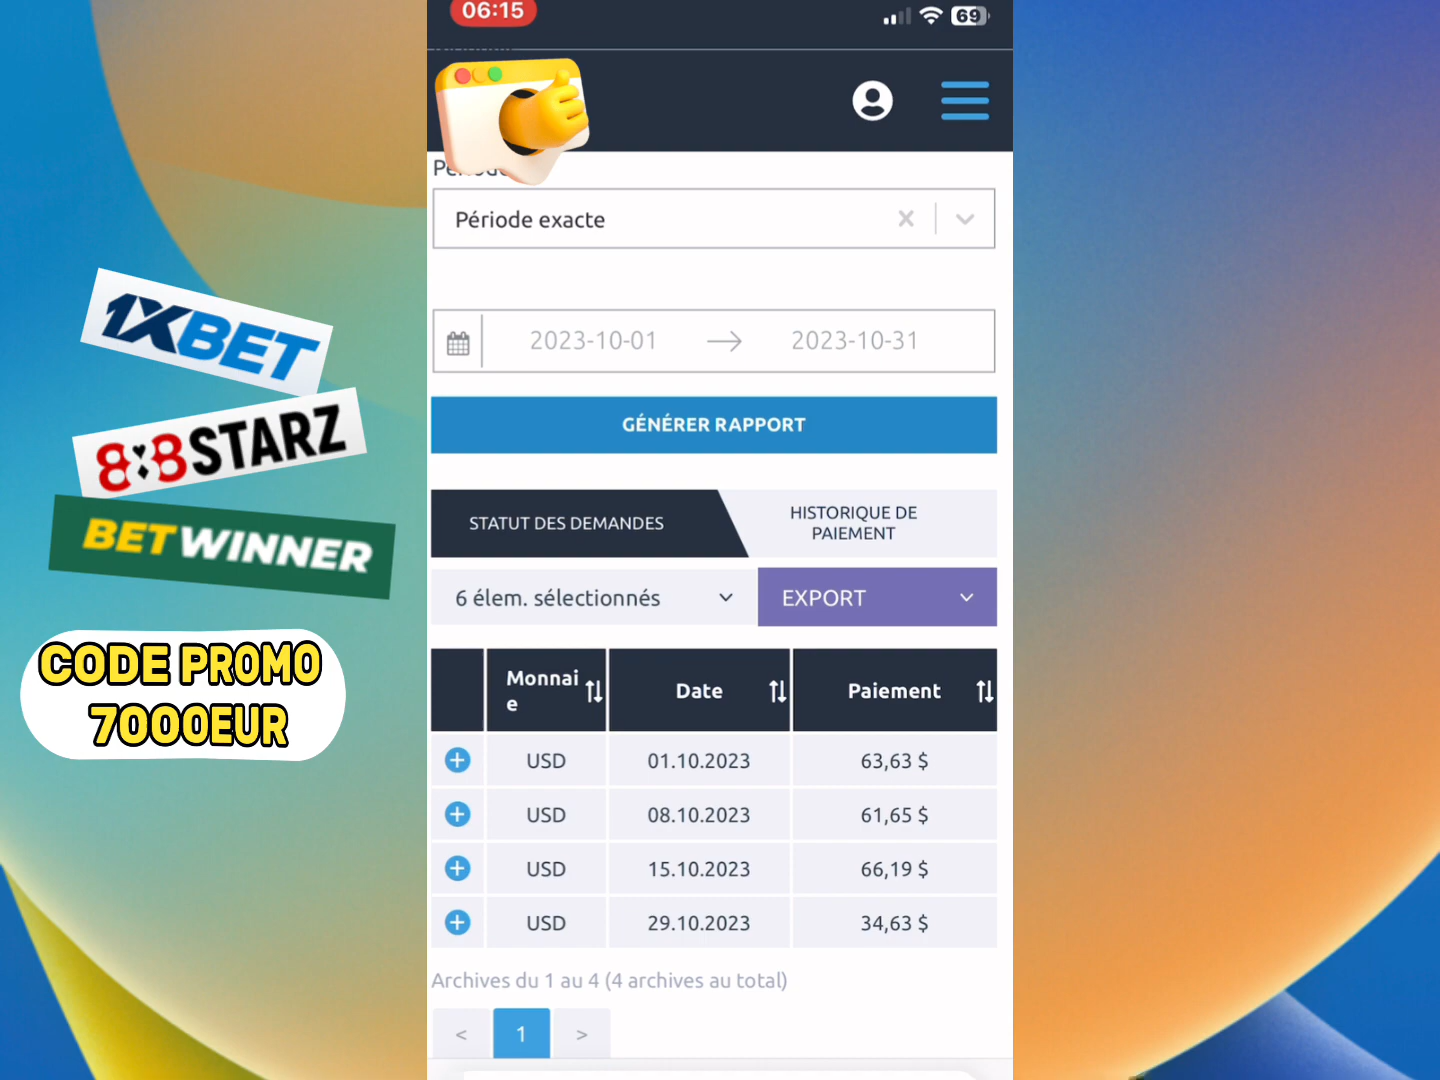 06:15
69
Période exacte
2023-10-01
2023-10-31
GÉNÉRER RAPPORT
STATUT DES DEMANDES
HISTORIQUE DE
PAIEMENT
6 élem. sélectionnés
EXPORT
Monnai
e
Date
Paiement
USD 01.10.2023 63,63 $
USD 08.10.2023 61,65 $
USD 15.10.2023 66,19 $
USD 29.10.2023 34,63 $
Archives du 1 au 4 (4 archives au total)
< 1 >
1XBET
888STARZ
BETWINNER
CODE PROMO
7000EUR